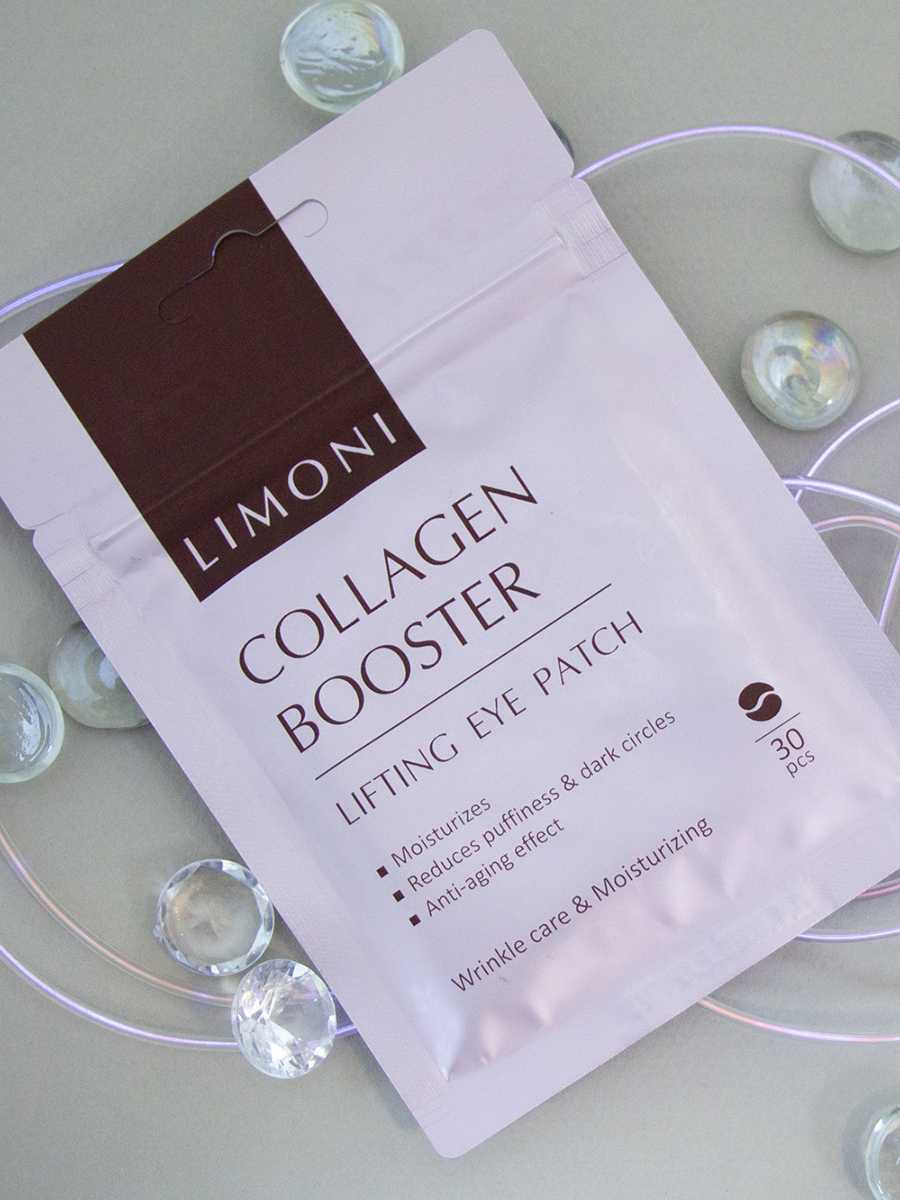 LIMONI
COLLAGEN
BOOSTER
LIFTING EYE PATCH
▪ Moisturizes
▪ Reduces puffiness & dark circles
▪ Anti-aging effect
30
pcs
Wrinkle care & Moisturizing